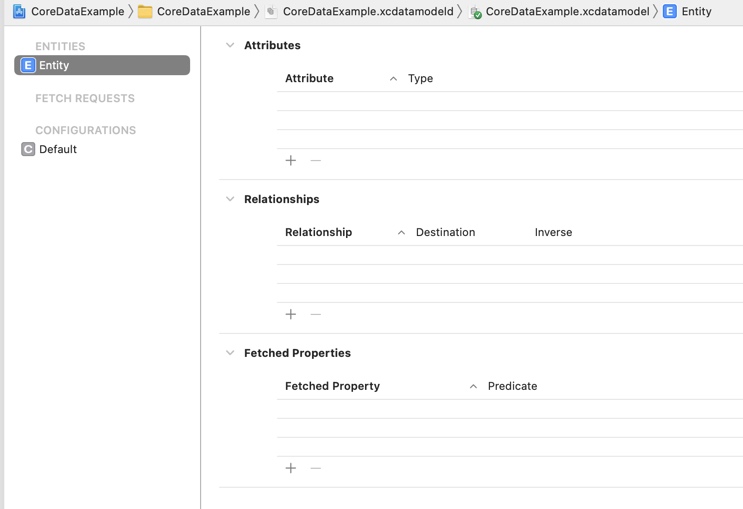 CoreDataExample 〉 CoreDataExample 〉 CoreDataExample.xcdatamodeld 〉 CoreDataExample.xcdatamodel 〉 E Entity
ENTITIES
E Entity
FETCH REQUESTS
CONFIGURATIONS
C Default
Attributes
Attribute Type
Relationships
Relationship Destination Inverse
Fetched Properties
Fetched Property Predicate